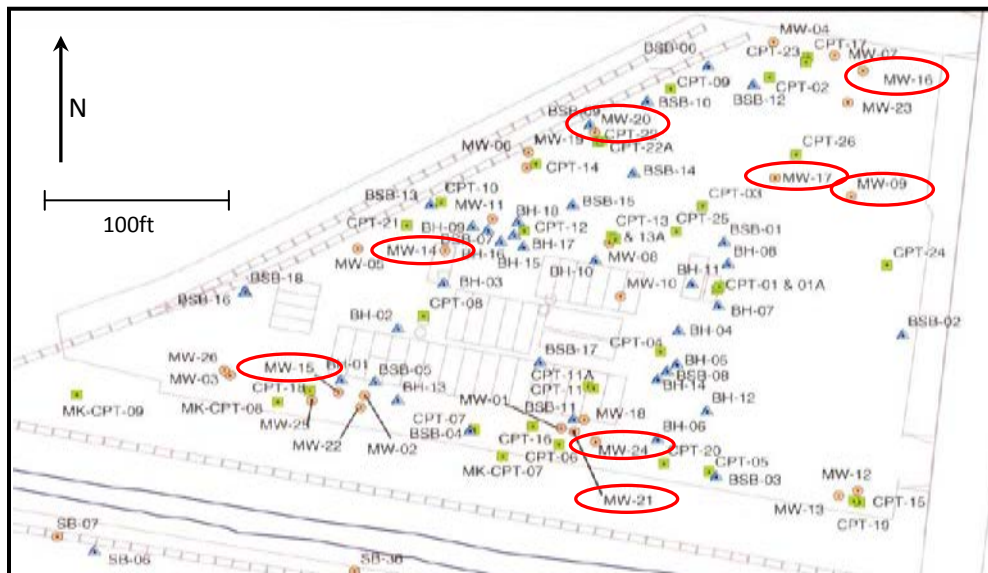 N
100ft
MW-04
BSB-06
CPT-23
CPT-17
MW-07
MW-16
CPT-09
CPT-02
BSB-10
BSB-12
MW-23
BSB-09
MW-20
CPT-22
CPT-22A
MW-19
MW-06
CPT-14
CPT-26
BSB-14
MW-17
MW-09
BSB-13
CPT-10
MW-11
BSB-15
CPT-03
CPT-21
BH-09
BH-18
CPT-12
CPT-13
& 13A
CPT-25
BSB-01
MW-14
BSB-07
BH-16
BH-17
BH-15
MW-05
MW-08
BH-10
BH-08
CPT-24
BSB-18
BSB-16
BH-03
MW-10
BH-11
CPT-01 & 01A
CPT-08
BH-07
BH-02
BH-04
BSB-02
CPT-04
BSB-17
MW-26
MW-15
BH-01
BSB-05
BH-05
BSB-08
MW-03
CPT-18
BH-13
CPT-11A
CPT-11
BH-14
MK-CPT-09
MK-CPT-08
MW-01
BSB-11
MW-18
BH-12
MW-25
CPT-07
BSB-04
CPT-16
BH-06
MW-22
MW-02
CPT-06
MW-24
CPT-20
MK-CPT-07
CPT-05
BSB-03
MW-12
MW-21
MW-13
CPT-15
CPT-19
SB-07
SB-06
SB-30